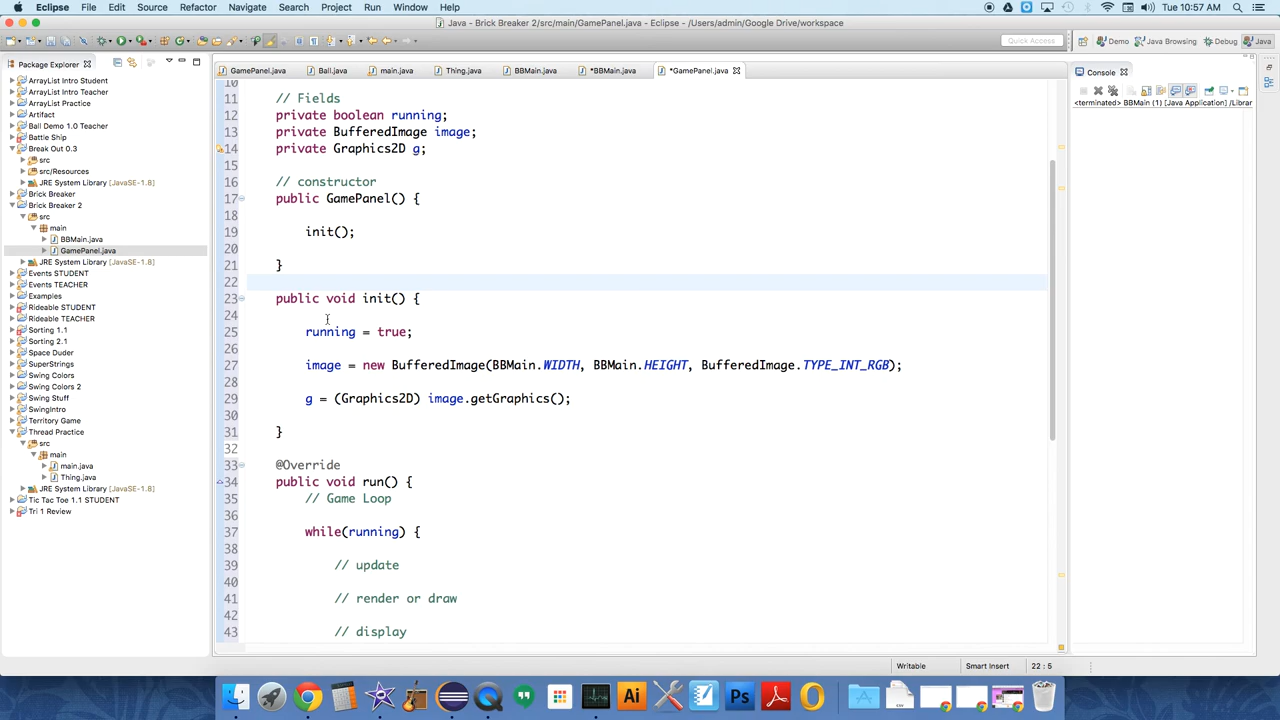 Eclipse File Edit Source Refactor Navigate Search Project Run Window Help Tue 10:57 AM
Java - Brick Breaker 2/src/main/GamePanel.java - Eclipse - /Users/admin/Google Drive/workspace
Quick Access Demo Java Browsing Debug Java
Package Explorer
GamePanel.java Ball.java main.java Thing.java BBMain.java *BBMain.java *GamePanel.java
Console
<terminated> BBMain (1) [Java Application] /Librar
ArrayList Intro Student
ArrayList Intro Teacher
ArrayList Practice
Artifact
Ball Demo 1.0 Teacher
Battle Ship
Break Out 0.3
src
src/Resources
JRE System Library [JavaSE-1.8]
Brick Breaker
Brick Breaker 2
src
main
BBMain.java
GamePanel.java
JRE System Library [JavaSE-1.8]
Events STUDENT
Events TEACHER
Examples
Rideable STUDENT
Rideable TEACHER
Sorting 1.1
Sorting 2.1
Space Duder
SuperStrings
Swing Colors
Swing Colors 2
Swing Stuff
SwingIntro
Territory Game
Thread Practice
src
main
main.java
Thing.java
JRE System Library [JavaSE-1.8]
Tic Tac Toe 1.1 STUDENT
Tri 1 Review
10
11 // Fields
12 private boolean running;
13 private BufferedImage image;
14 private Graphics2D g;
15
16 // constructor
17 public GamePanel() {
18
19 init();
20
21 }
22
23 public void init() {
24
25 running = true;
26
27 image = new BufferedImage(BBMain.WIDTH, BBMain.HEIGHT, BufferedImage.TYPE_INT_RGB);
28
29 g = (Graphics2D) image.getGraphics();
30
31 }
32
33 @Override
34 public void run() {
35 // Game Loop
36
37 while(running) {
38
39 // update
40
41 // render or draw
42
43 // display
Writable Smart Insert 22 : 5
Ai Ps